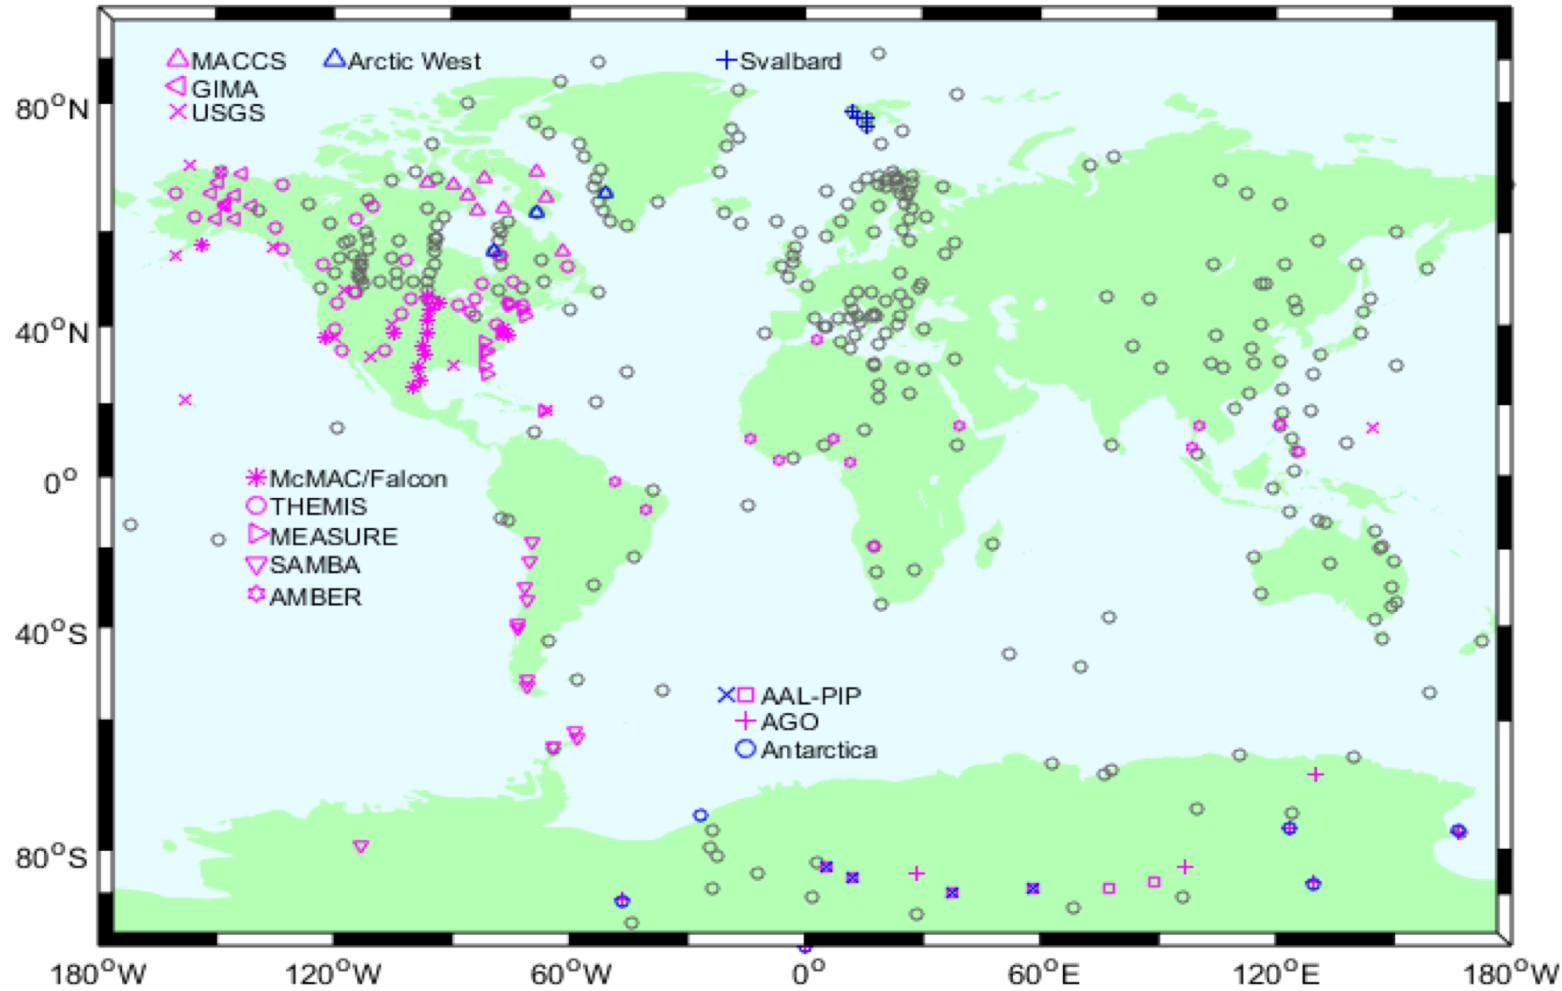 MACCS Arctic West Svalbard
GIMA
USGS
80°N
40°N
0°
40°S
80°S
McMAC/Falcon
THEMIS
MEASURE
SAMBA
AMBER
AAL-PIP
AGO
Antarctica
180°W 120°W 60°W 0° 60°E 120°E 180°W